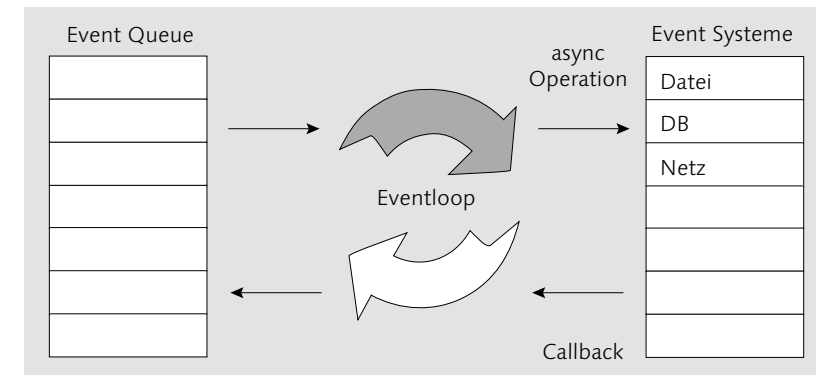 Event Queue
Event Systeme
async
Operation
Datei
DB
Netz
Eventloop
Callback